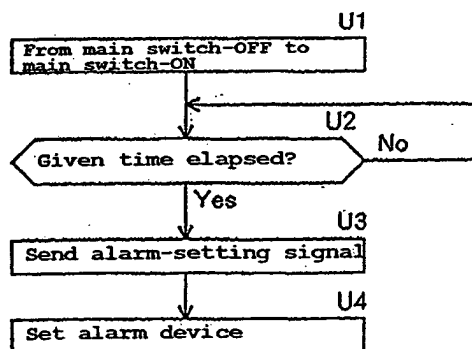 U1
From main switch-OFF to
main switch-ON
U2
Given time elapsed?
No
Yes
U3
Send alarm-setting signal
U4
Set alarm device